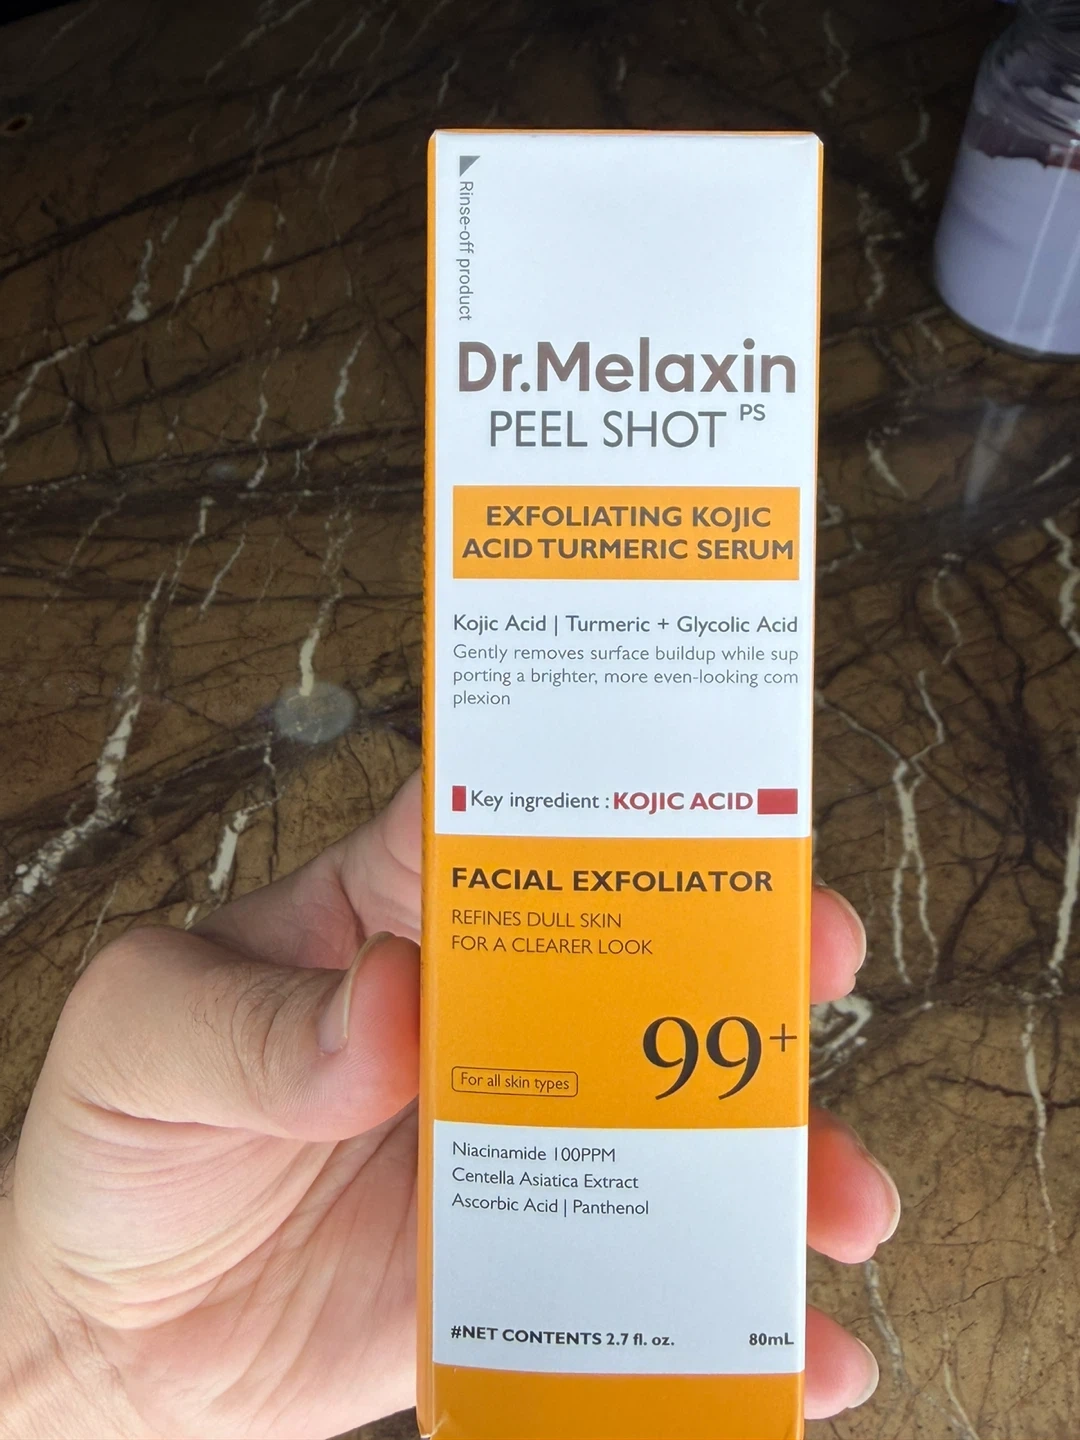 Rinse-off product
Dr.Melaxin
PEEL SHOT PS
EXFOLIATING KOJIC
ACID TURMERIC SERUM
Kojic Acid | Turmeric + Glycolic Acid
Gently removes surface buildup while sup
porting a brighter, more even-looking com
plexion
Key ingredient : KOJIC ACID
FACIAL EXFOLIATOR
REFINES DULL SKIN
FOR A CLEARER LOOK
99+
For all skin types
Niacinamide 100PPM
Centella Asiatica Extract
Ascorbic Acid | Panthenol
#NET CONTENTS 2.7 fl. oz. 80mL